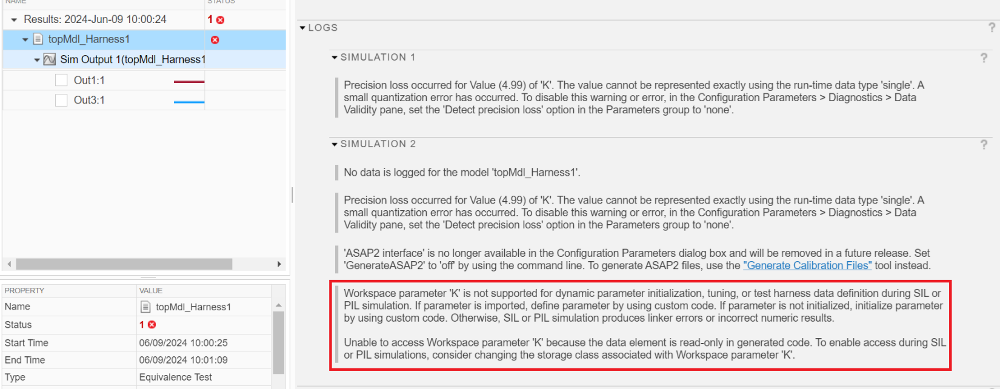 NAME STATUS
Results: 2024-Jun-09 10:00:24 1
topMdl_Harness1
Sim Output 1(topMdl_Harness1
Out1:1
Out3:1
PROPERTY VALUE
Name topMdl_Harness1
Status 1
Start Time 06/09/2024 10:00:25
End Time 06/09/2024 10:01:09
Type Equivalence Test
LOGS ?
SIMULATION 1 ?
Precision loss occurred for Value (4.99) of 'K'. The value cannot be represented exactly using the run-time data type 'single'. A
small quantization error has occurred. To disable this warning or error, in the Configuration Parameters > Diagnostics > Data
Validity pane, set the 'Detect precision loss' option in the Parameters group to 'none'.
SIMULATION 2 ?
No data is logged for the model 'topMdl_Harness1'.
Precision loss occurred for Value (4.99) of 'K'. The value cannot be represented exactly using the run-time data type 'single'. A
small quantization error has occurred. To disable this warning or error, in the Configuration Parameters > Diagnostics > Data
Validity pane, set the 'Detect precision loss' option in the Parameters group to 'none'.
'ASAP2 interface' is no longer available in the Configuration Parameters dialog box and will be removed in a future release. Set
'GenerateASAP2' to 'off' by using the command line. To generate ASAP2 files, use the "Generate Calibration Files" tool instead.
Workspace parameter 'K' is not supported for dynamic parameter initialization, tuning, or test harness data definition during SIL or
PIL simulation. If parameter is imported, define parameter by using custom code. If parameter is not initialized, initialize parameter
by using custom code. Otherwise, SIL or PIL simulation produces linker errors or incorrect numeric results.
Unable to access Workspace parameter 'K' because the data element is read-only in generated code. To enable access during SIL
or PIL simulations, consider changing the storage class associated with Workspace parameter 'K'.